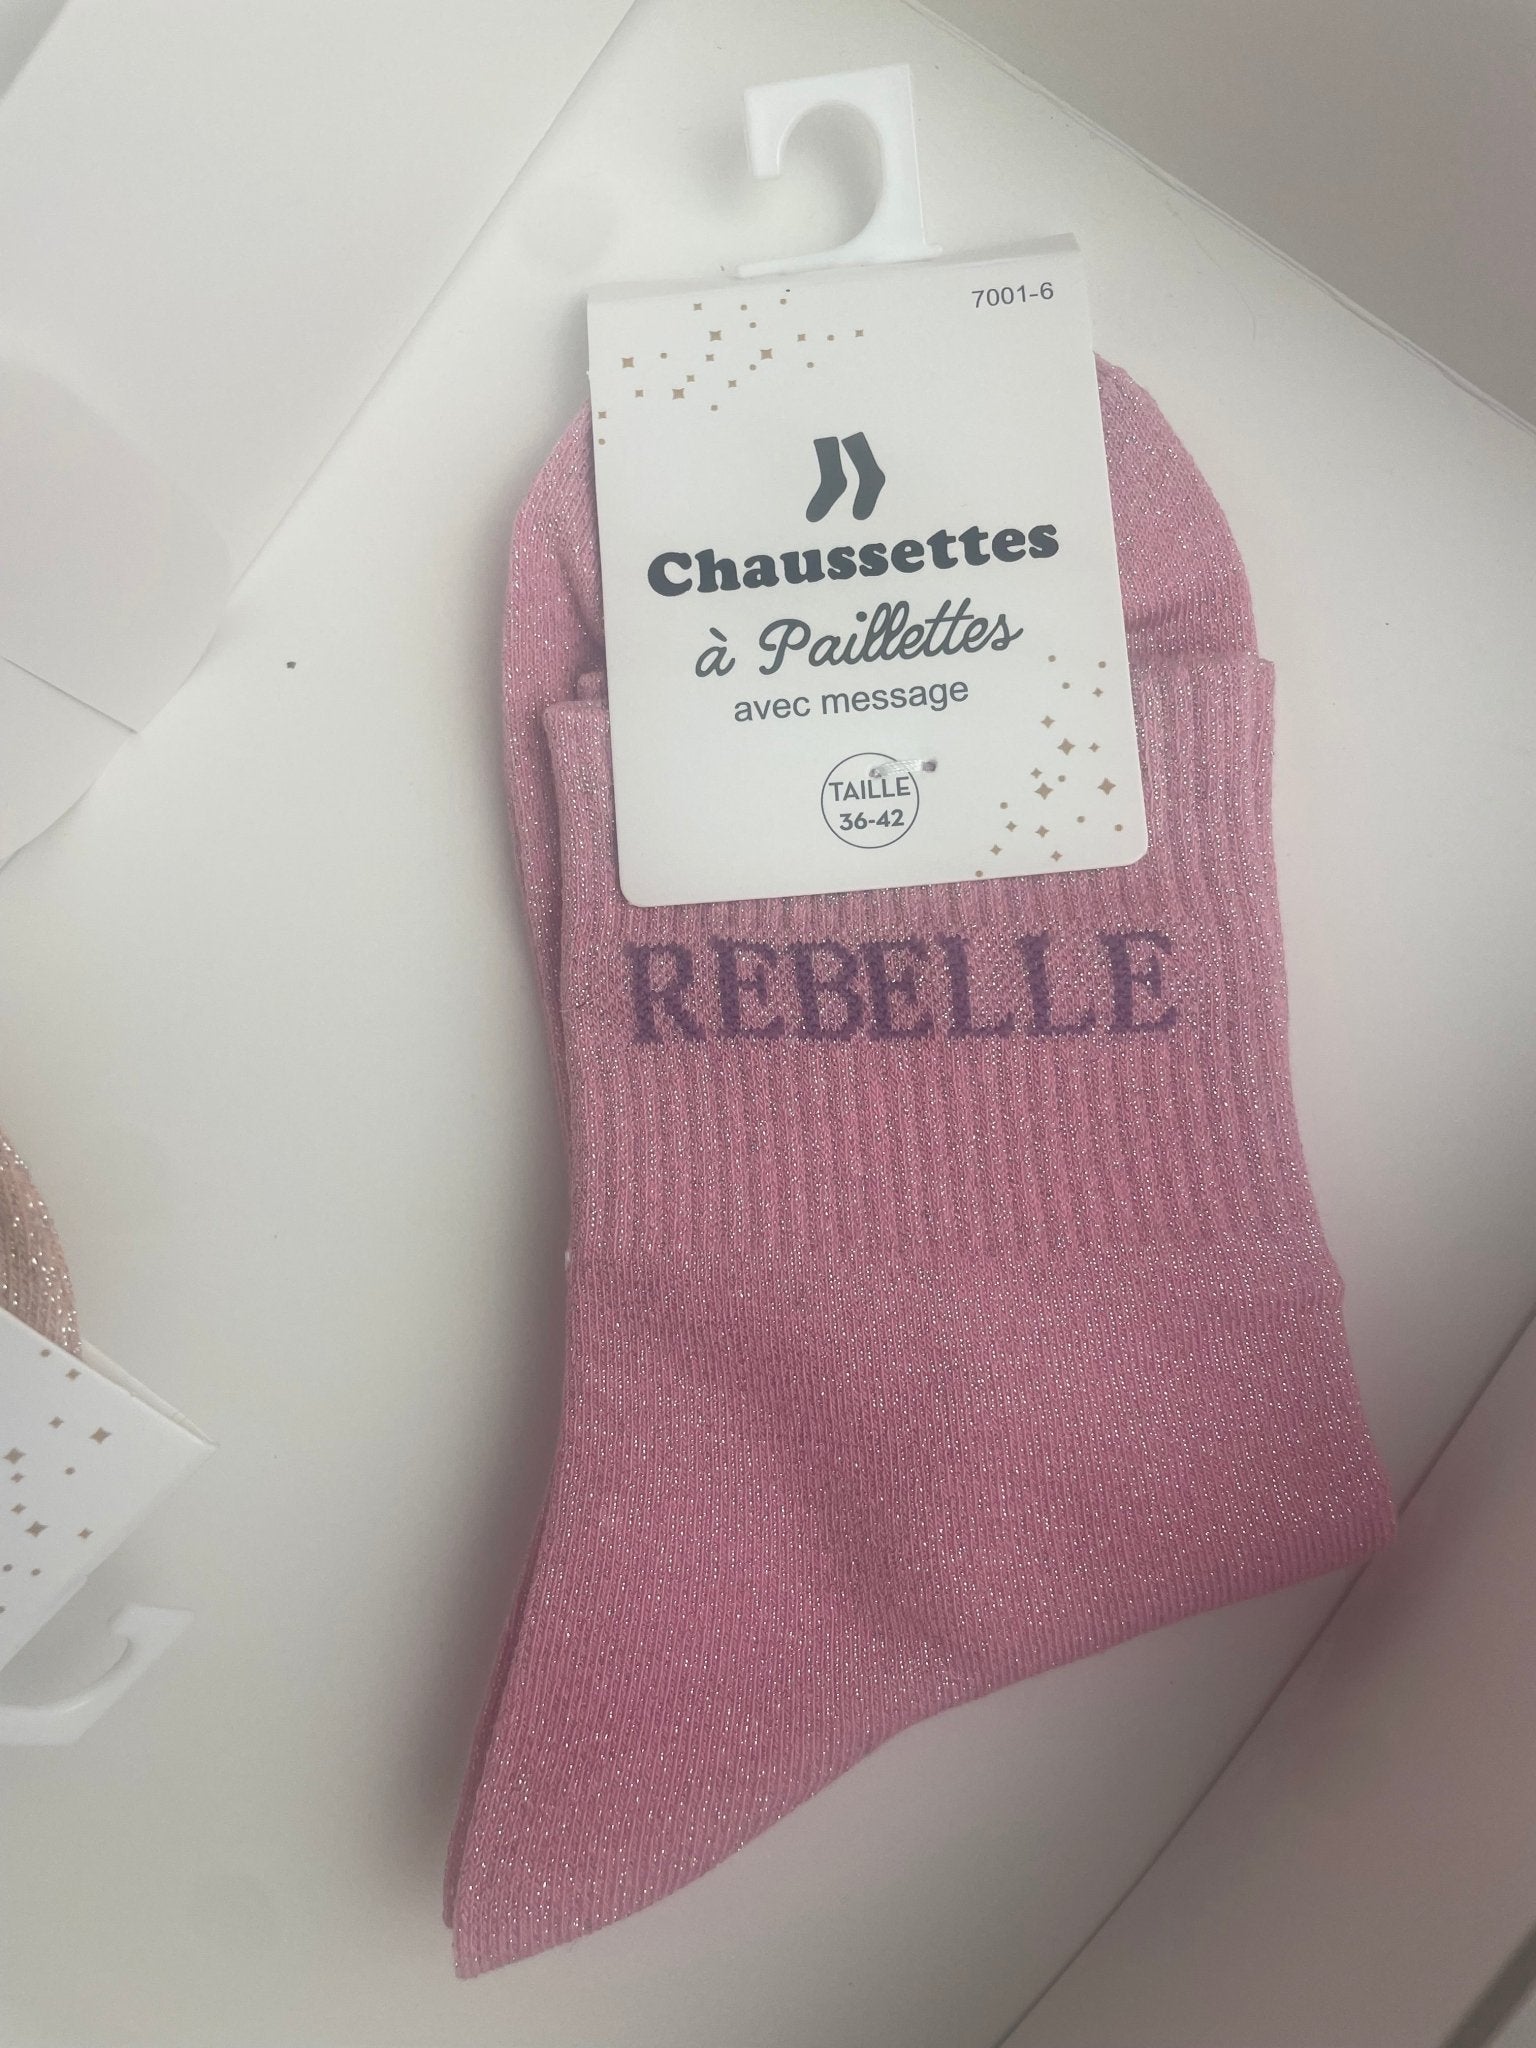 7001-6
Chaussettes
à Paillettes
avec message
TAILLE
36-42
REBELLE